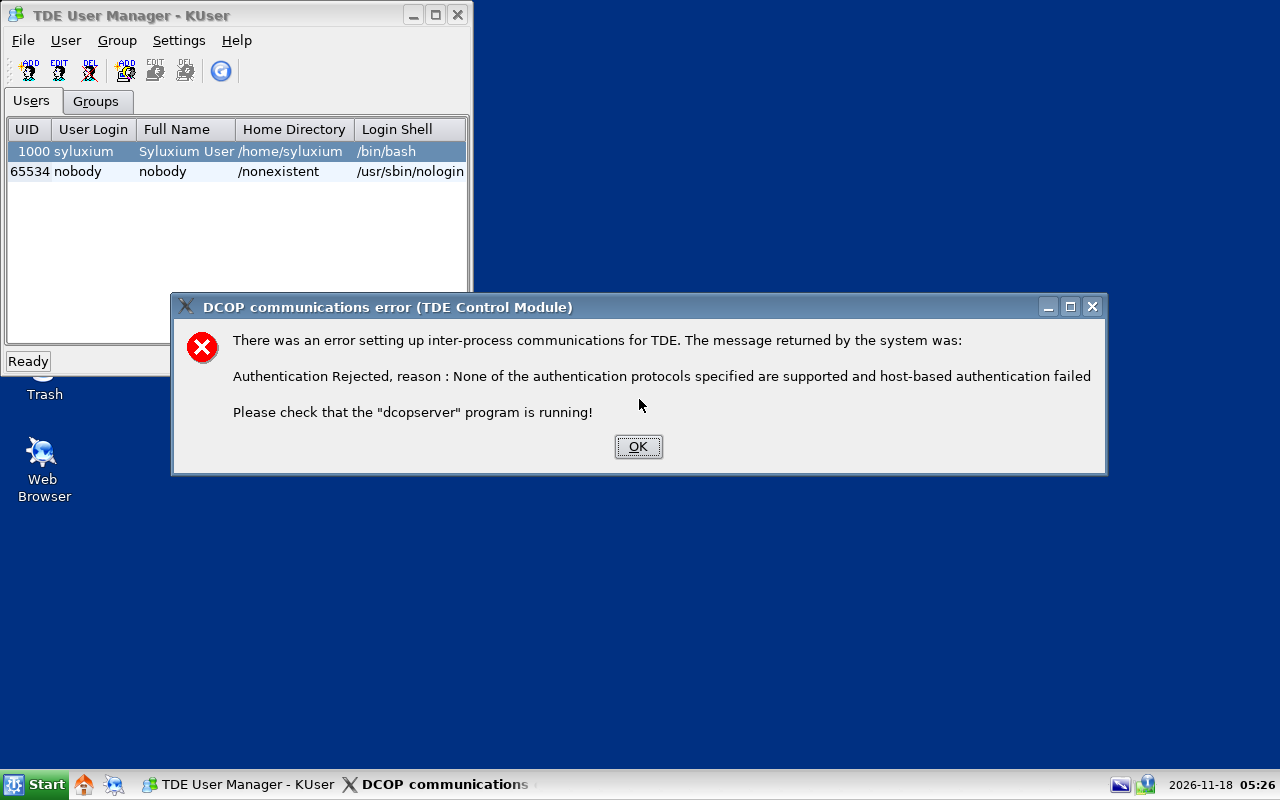 TDE User Manager - KUser
File User Group Settings Help
ADD EDIT DEL ADD EDIT DEL
Users Groups
UID User Login Full Name Home Directory Login Shell
1000 syluxium Syluxium User /home/syluxium /bin/bash
65534 nobody nobody /nonexistent /usr/sbin/nologin
DCOP communications error (TDE Control Module)
There was an error setting up inter-process communications for TDE. The message returned by the system was:
Authentication Rejected, reason : None of the authentication protocols specified are supported and host-based authentication failed
Please check that the "dcopserver" program is running!
OK
Ready
Trash
Web
Browser
Start TDE User Manager - KUser DCOP communications 2026-11-18 05:26